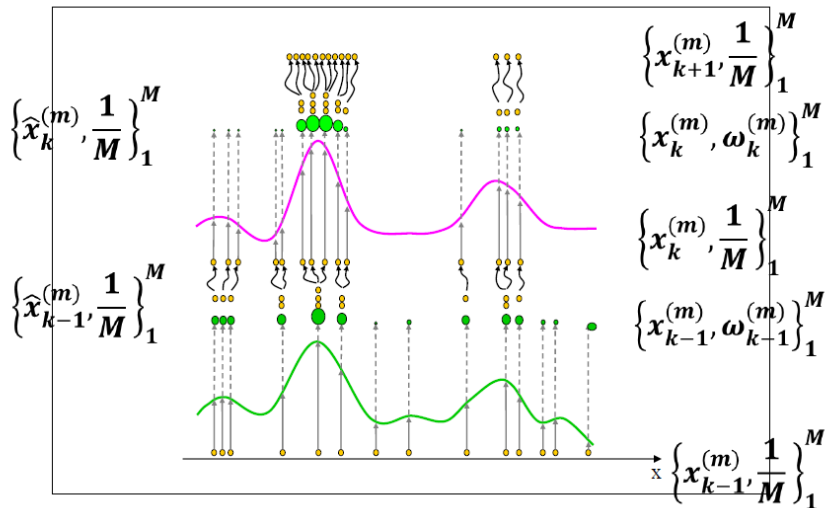 {x_{k+1}^{(m)}, 1/M}_1^M
{x̂_k^{(m)}, 1/M}_1^M
{x_k^{(m)}, ω_k^{(m)}}_1^M
{x_k^{(m)}, 1/M}_1^M
{x̂_{k-1}^{(m)}, 1/M}_1^M
{x_{k-1}^{(m)}, ω_{k-1}^{(m)}}_1^M
x {x_{k-1}^{(m)}, 1/M}_1^M